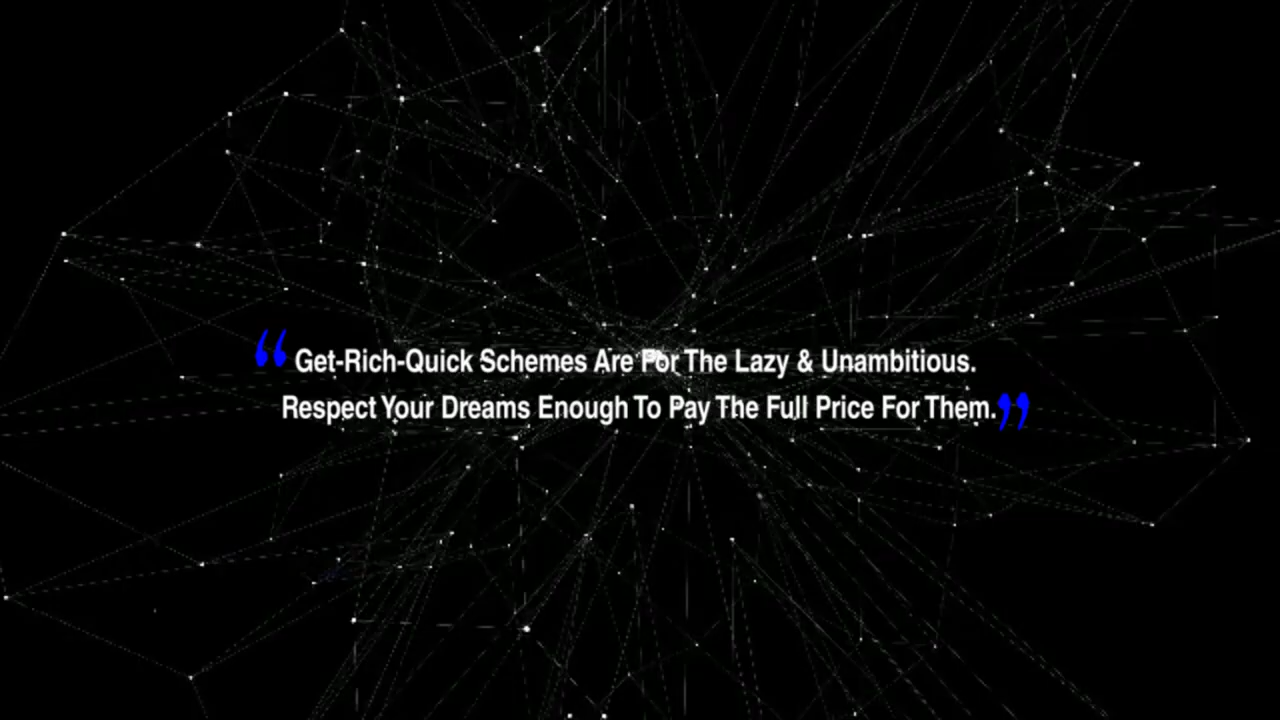 “Get-Rich-Quick Schemes Are For The Lazy & Unambitious.
Respect Your Dreams Enough To Pay The Full Price For Them.”